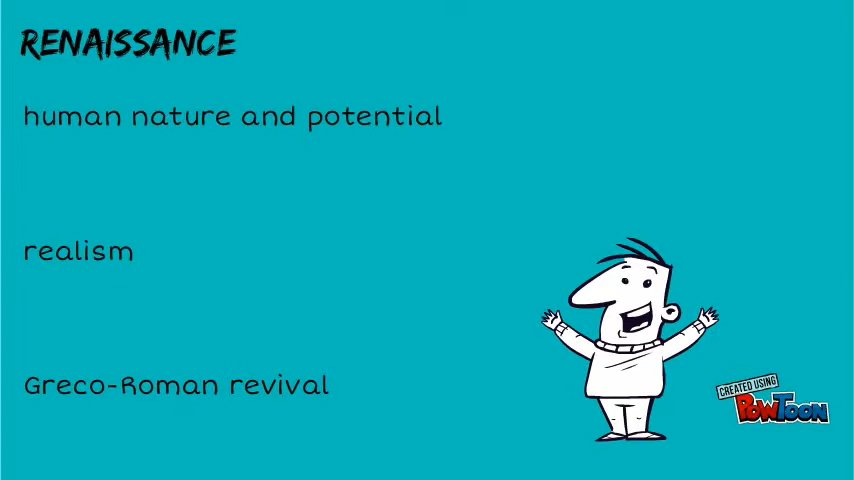 RENAISSANCE
human nature and potential
realism
Greco-Roman revival
CREATED USING
POWTOON